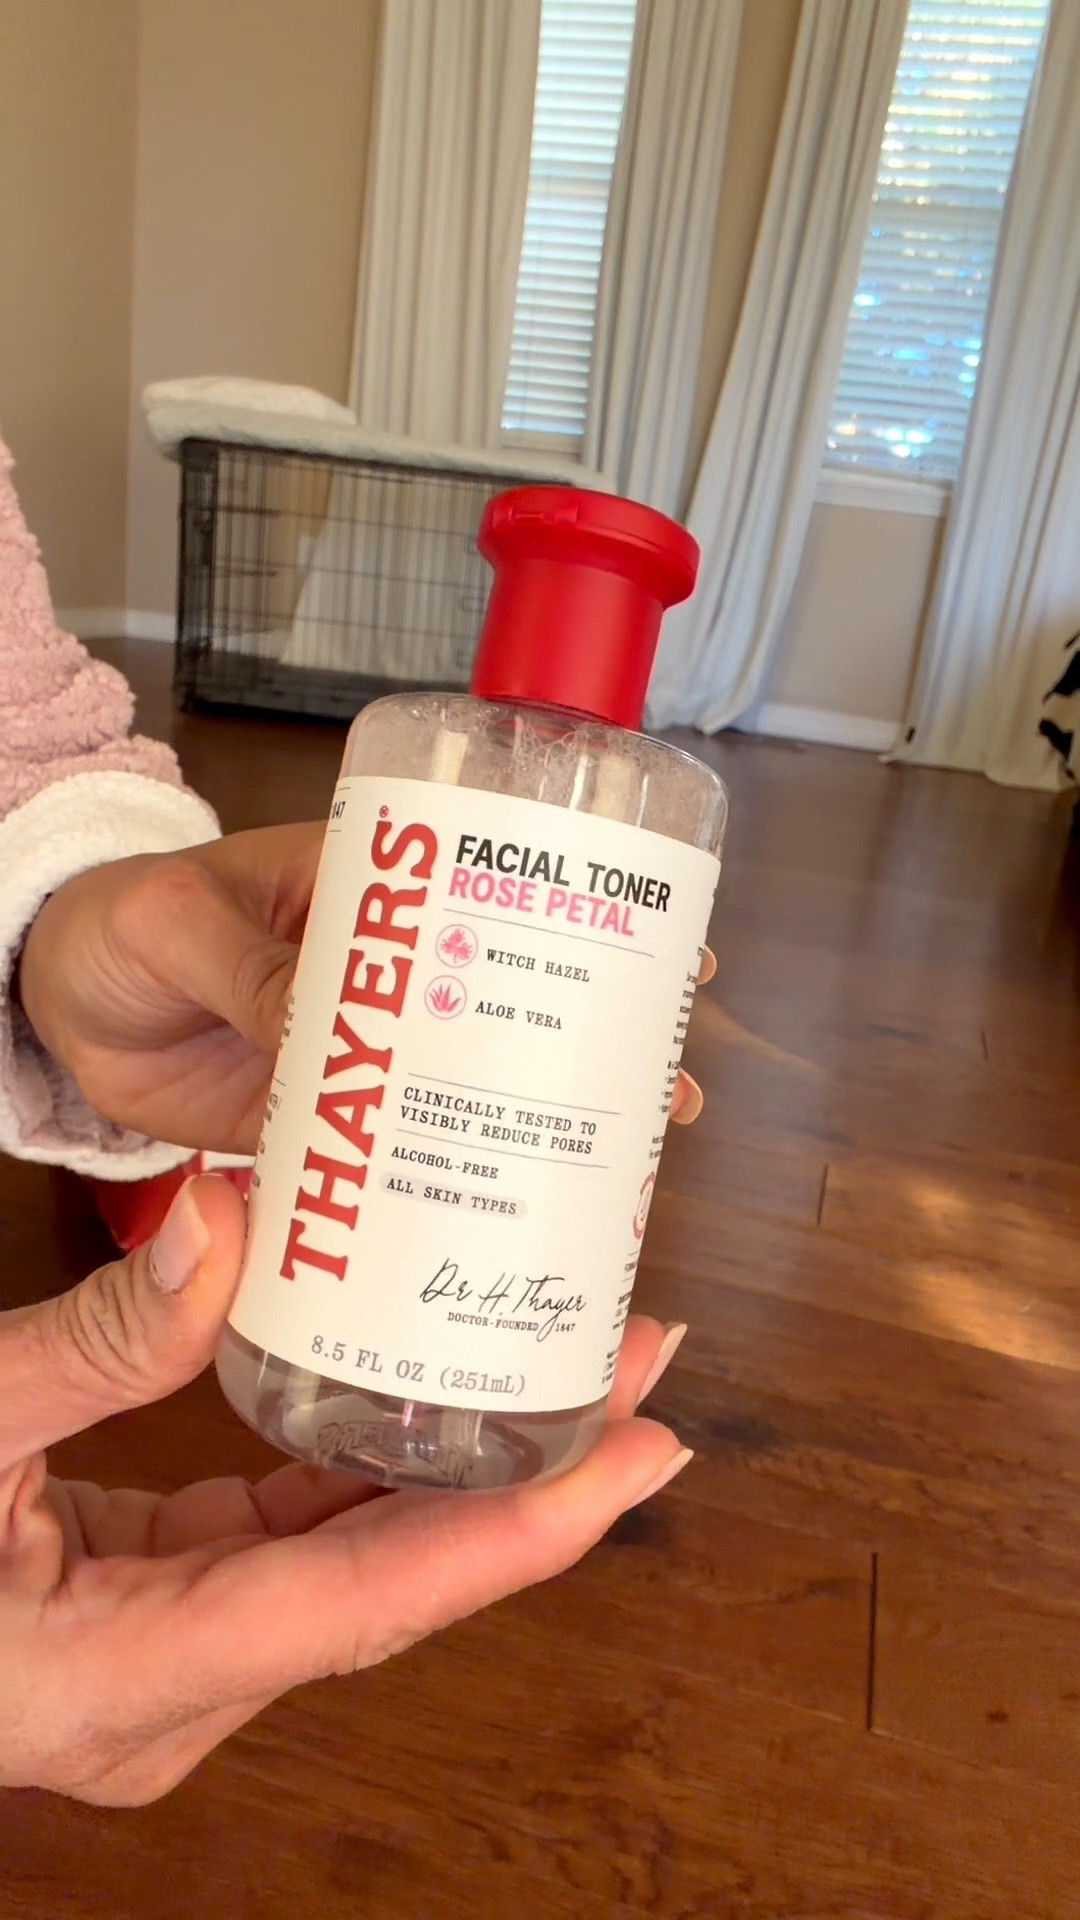 THAYERS®
FACIAL TONER
ROSE PETAL
WITCH HAZEL
ALOE VERA
CLINICALLY TESTED TO
VISIBLY REDUCE PORES
ALCOHOL-FREE
ALL SKIN TYPES
Dr H. Thayer
DOCTOR-FOUNDED 1847
8.5 FL OZ (251mL)